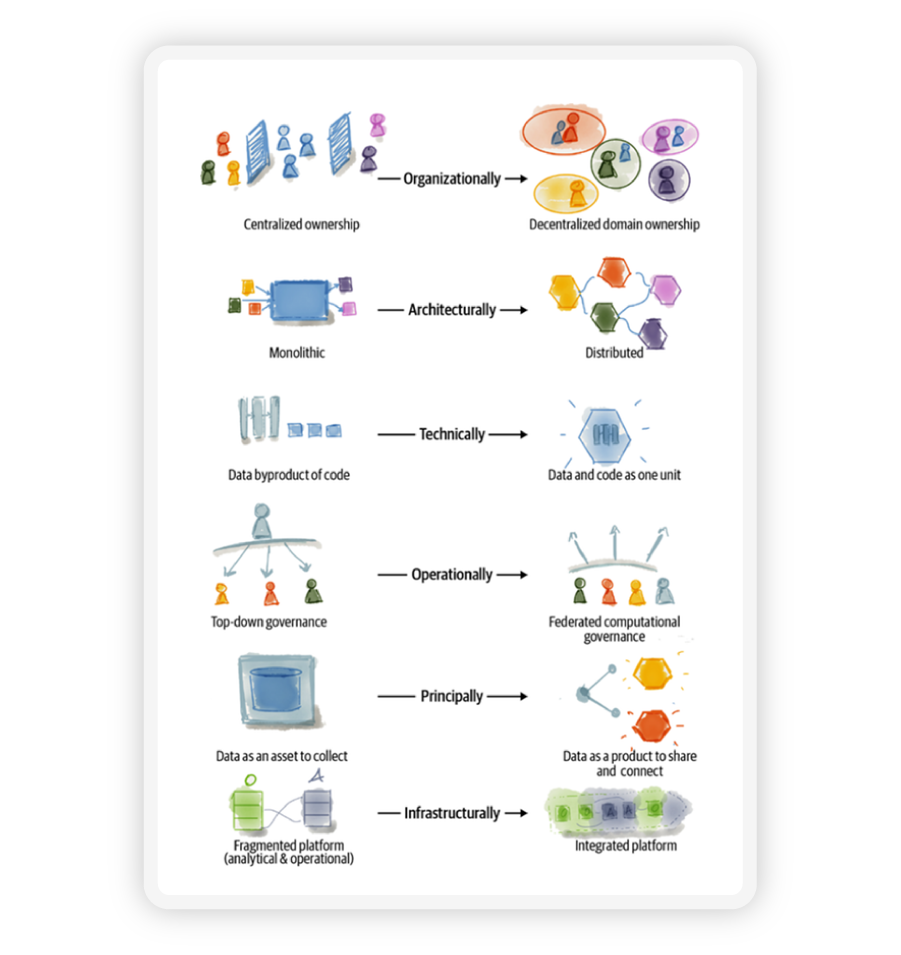 Organizationally
Centralized ownership
Decentralized domain ownership
Architecturally
Monolithic
Distributed
Technically
Data byproduct of code
Data and code as one unit
Operationally
Top-down governance
Federated computational
governance
Principally
Data as an asset to collect
Data as a product to share
and connect
O
A
Infrastructurally
Fragmented platform
(analytical & operational)
Integrated platform